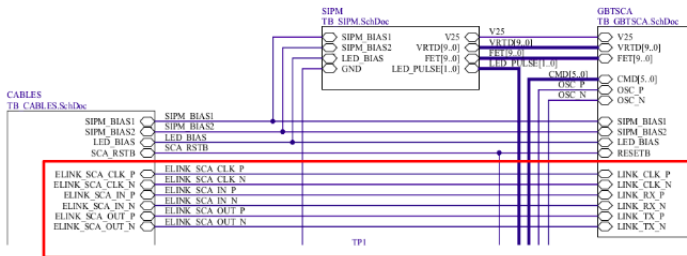 SIPM
TB_SIPM.SchDoc
SIPM_BIAS1
SIPM_BIAS2
LED_BIAS
GND
V25
VRTD[9..0]
FET[9..0]
LED_PULSE[1..0]
V25
VRTD[9..0]
FET[9..0]
LED_PULSE[1..0]
CMD[5..0]
OSC_P
OSC_N
GBTSCA
TB_GBTSCA.SchDoc
V25
VRTD[9..0]
FET[9..0]
CMD[5..0]
OSC_P
OSC_N
SIPM_BIAS1
SIPM_BIAS2
LED_BIAS
RESETB
LINK_CLK_P
LINK_CLK_N
LINK_RX_P
LINK_RX_N
LINK_TX_P
LINK_TX_N
CABLES
TB_CABLES.SchDoc
SIPM_BIAS1
SIPM_BIAS2
LED_BIAS
SCA_RSTB
ELINK_SCA_CLK_P
ELINK_SCA_CLK_N
ELINK_SCA_IN_P
ELINK_SCA_IN_N
ELINK_SCA_OUT_P
ELINK_SCA_OUT_N
SIPM_BIAS1
SIPM_BIAS2
LED_BIAS
SCA_RSTB
ELINK_SCA_CLK_P
ELINK_SCA_CLK_N
ELINK_SCA_IN_P
ELINK_SCA_IN_N
ELINK_SCA_OUT_P
ELINK_SCA_OUT_N
TP1